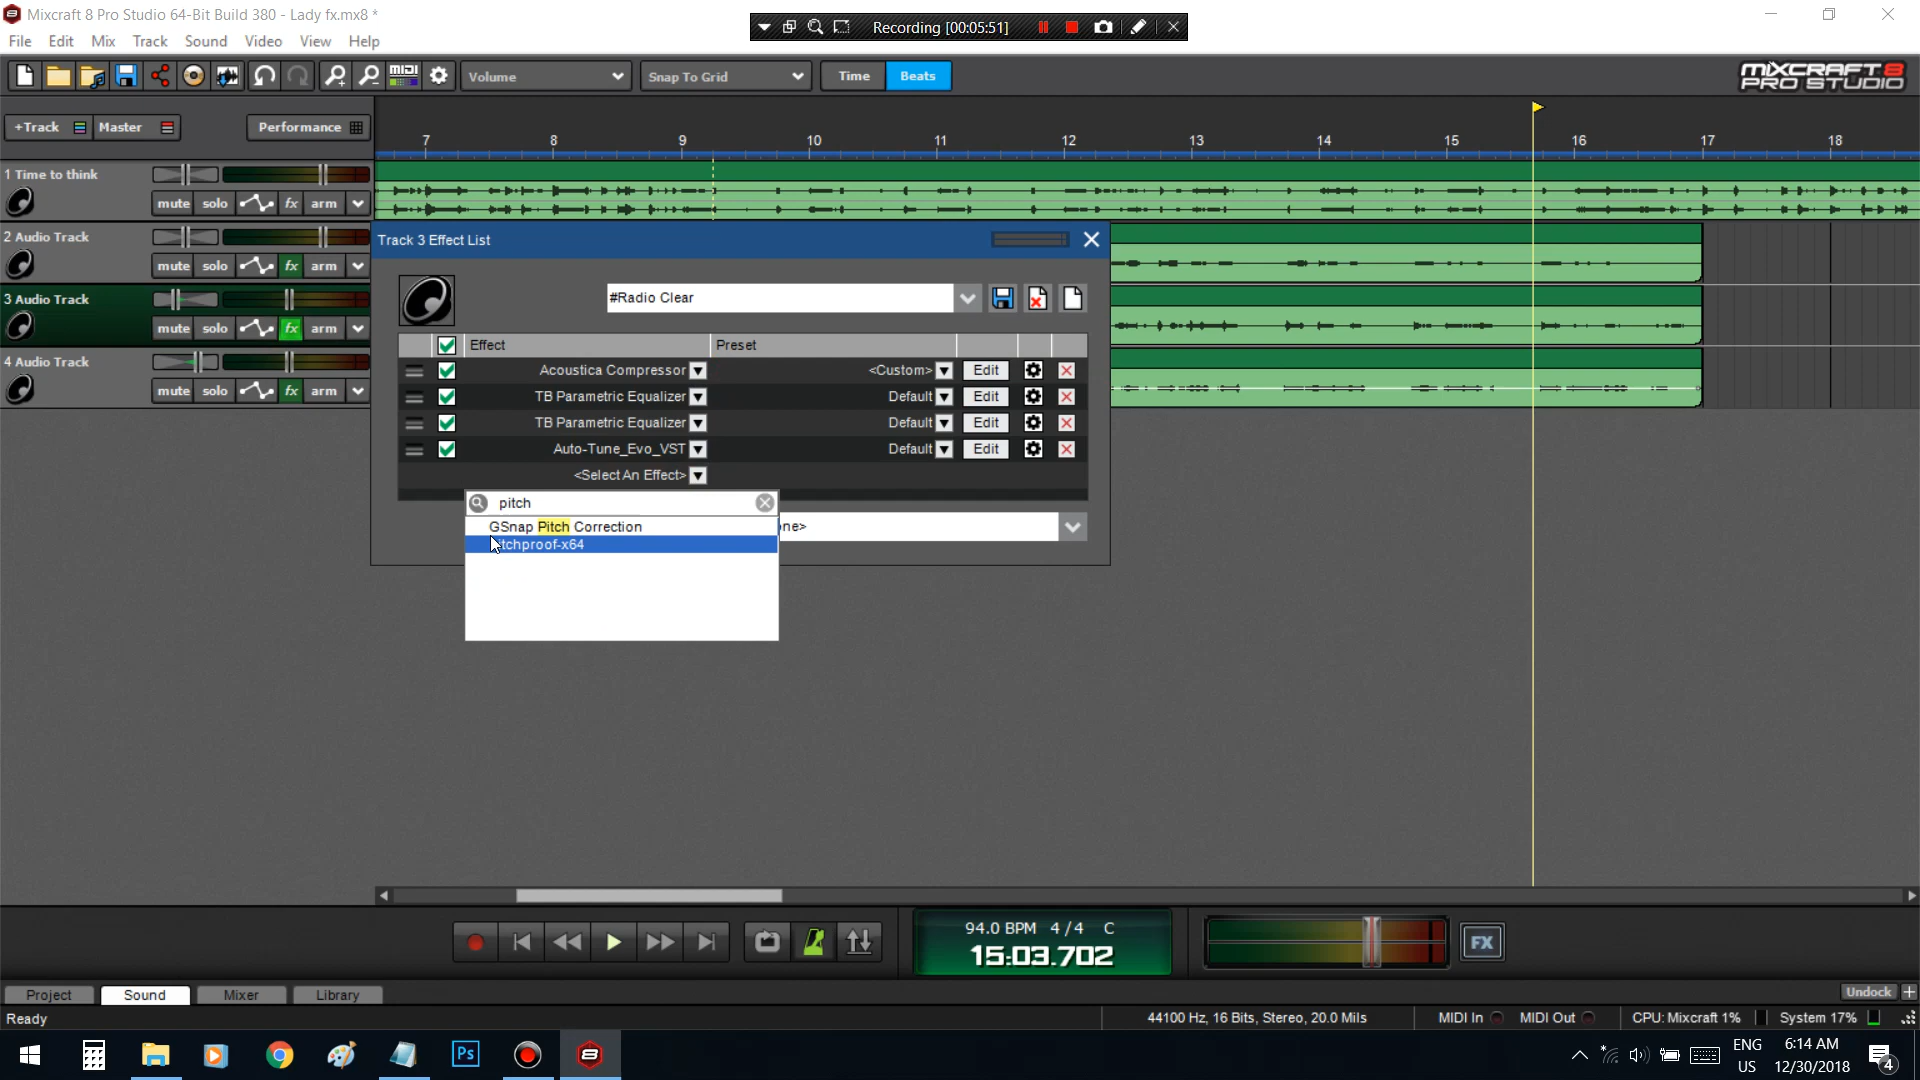 Mixcraft 8 Pro Studio 64-Bit Build 380 - Lady fx.mx8 *
Recording [00:05:51]
File Edit Mix Track Sound Video View Help
MIDI
Volume
Snap To Grid
Time
Beats
MIXCRAFT 8
PRO STUDIO
+Track
Master
Performance
7 8 9 10 11 12 13 14 15 16 17 18
1 Time to think
mute solo fx arm
2 Audio Track
mute solo fx arm
3 Audio Track
mute solo fx arm
4 Audio Track
mute solo fx arm
Track 3 Effect List
#Radio Clear
Effect Preset
Acoustica Compressor <Custom> Edit
TB Parametric Equalizer Default Edit
TB Parametric Equalizer Default Edit
Auto-Tune_Evo_VST Default Edit
<Select An Effect>
pitch
GSnap Pitch Correction
tchproof-x64
ne>
94.0 BPM 4/4 C
15:03.702
FX
Project
Sound
Mixer
Library
Undock
Ready
44100 Hz, 16 Bits, Stereo, 20.0 Mils
MIDI In
MIDI Out
CPU: Mixcraft 1%
System 17%
Ps
8
ENG
US
6:14 AM
12/30/2018
4